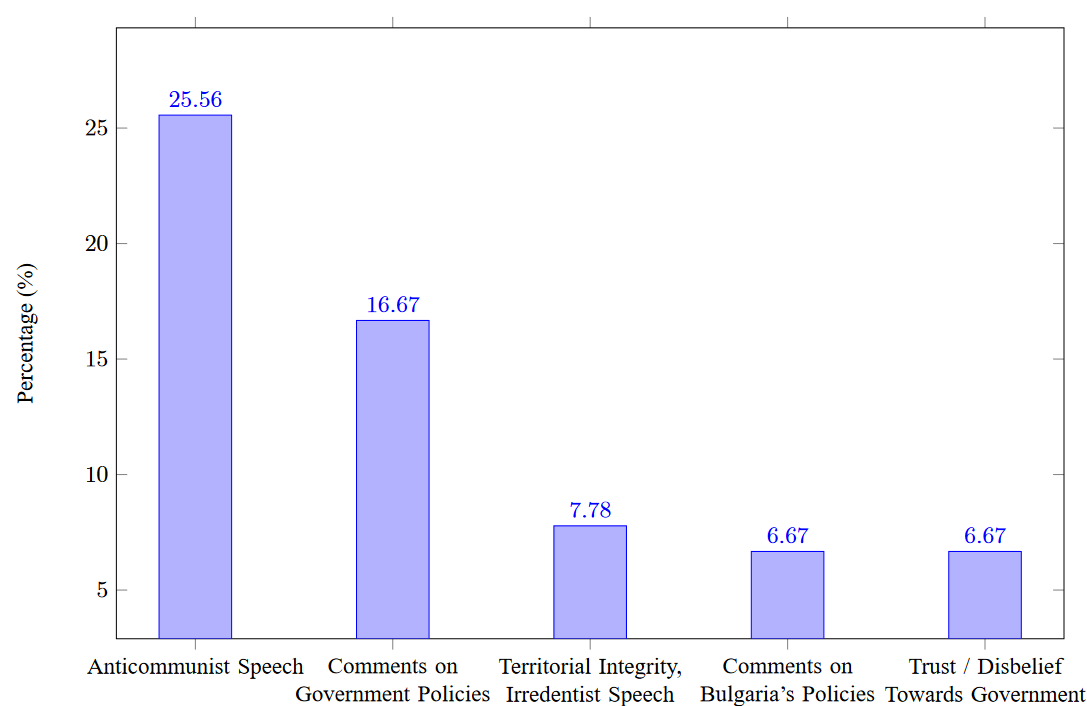 25.56
25
20
16.67
15
10
7.78
6.67
6.67
5
Percentage (%)
Anticommunist Speech
Comments on
Government Policies
Territorial Integrity,
Irredentist Speech
Comments on
Bulgaria's Policies
Trust / Disbelief
Towards Government